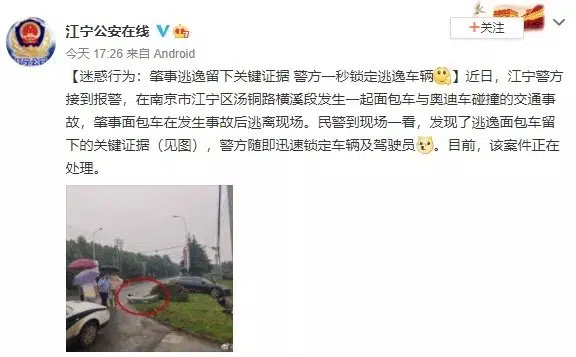 江宁公安在线
今天 17:26 来自 Android
+关注
【迷惑行为：肇事逃逸留下关键证据 警方一秒锁定逃逸车辆】近日，江宁警方
接到报警，在南京市江宁区汤铜路横溪段发生一起面包车与奥迪车碰撞的交通事
故，肇事面包车在发生事故后逃离现场。民警到现场一看，发现了逃逸面包车留
下的关键证据（见图），警方随即迅速锁定车辆及驾驶员。目前，该案件正在
处理。